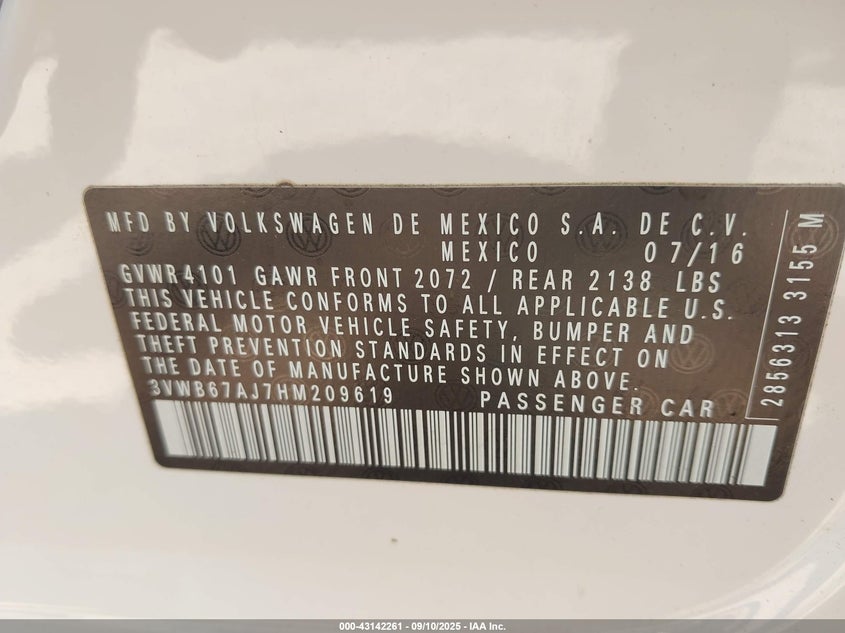 MFD BY VOLKSWAGEN DE MEXICO S.A. DE C.V.
MEXICO 07/16
GVWR 4101 GAWR FRONT 2072 / REAR 2138 LBS
THIS VEHICLE CONFORMS TO ALL APPLICABLE U.S.
FEDERAL MOTOR VEHICLE SAFETY, BUMPER AND
THEFT PREVENTION STANDARDS IN EFFECT ON
THE DATE OF MANUFACTURE SHOWN ABOVE.
3VWB67AJ7HM209619 PASSENGER CAR
2856313 3155 M
000-43142261 - 09/10/2025 - IAA Inc.